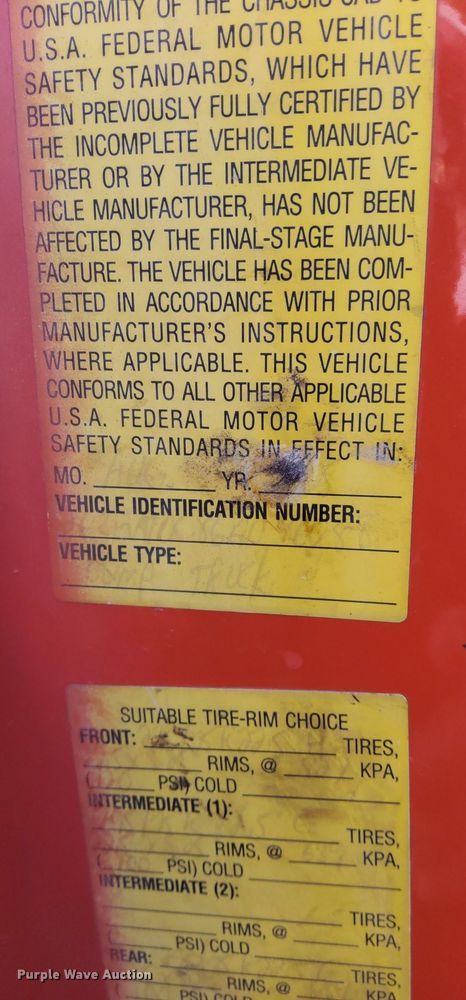 CONFORMITY OF THE CHASSIS-CAB TO
U.S.A. FEDERAL MOTOR VEHICLE
SAFETY STANDARDS, WHICH HAVE
BEEN PREVIOUSLY FULLY CERTIFIED BY
THE INCOMPLETE VEHICLE MANUFAC-
TURER OR BY THE INTERMEDIATE VE-
HICLE MANUFACTURER, HAS NOT BEEN
AFFECTED BY THE FINAL-STAGE MANU-
FACTURE. THE VEHICLE HAS BEEN COM-
PLETED IN ACCORDANCE WITH PRIOR
MANUFACTURER'S INSTRUCTIONS,
WHERE APPLICABLE. THIS VEHICLE
CONFORMS TO ALL OTHER APPLICABLE
U.S.A. FEDERAL MOTOR VEHICLE
SAFETY STANDARDS IN EFFECT IN:
MO. YR.
VEHICLE IDENTIFICATION NUMBER:
VEHICLE TYPE:
Truck
SUITABLE TIRE-RIM CHOICE
FRONT: TIRES,
RIMS, @ KPA,
( PSI) COLD
INTERMEDIATE (1):
TIRES,
RIMS, @ KPA,
( PSI) COLD
INTERMEDIATE (2):
TIRES,
RIMS, @ KPA,
( PSI) COLD
REAR:
TIRES,
RIMS, @ KPA,
PSI) COLD
Purple Wave Auction